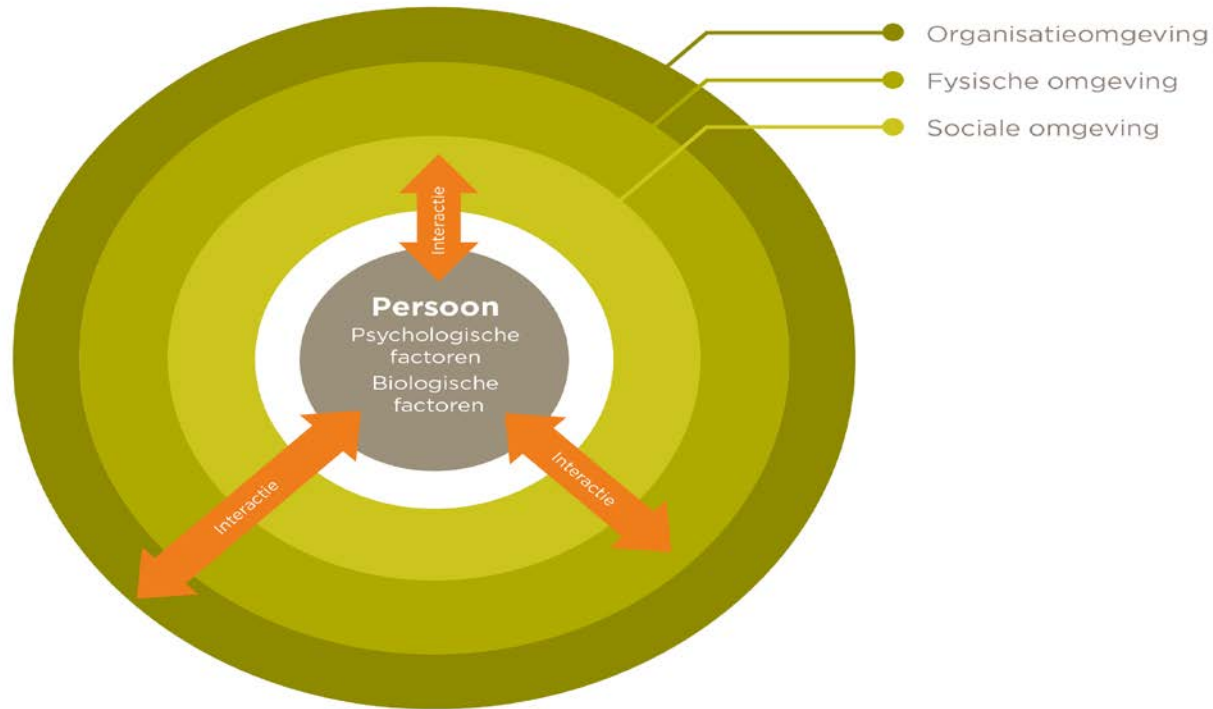 Organisatieomgeving
Fysische omgeving
Sociale omgeving
Interactie
Persoon
Psychologische
factoren
Biologische
factoren
Interactie
Interactie